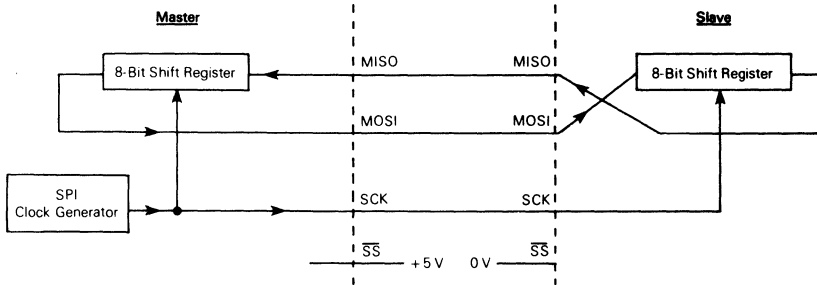 Master
Slave
8-Bit Shift Register
MISO
MISO
8-Bit Shift Register
MOSI
MOSI
SPI
Clock Generator
SCK
SCK
SS
+5 V
0 V
SS